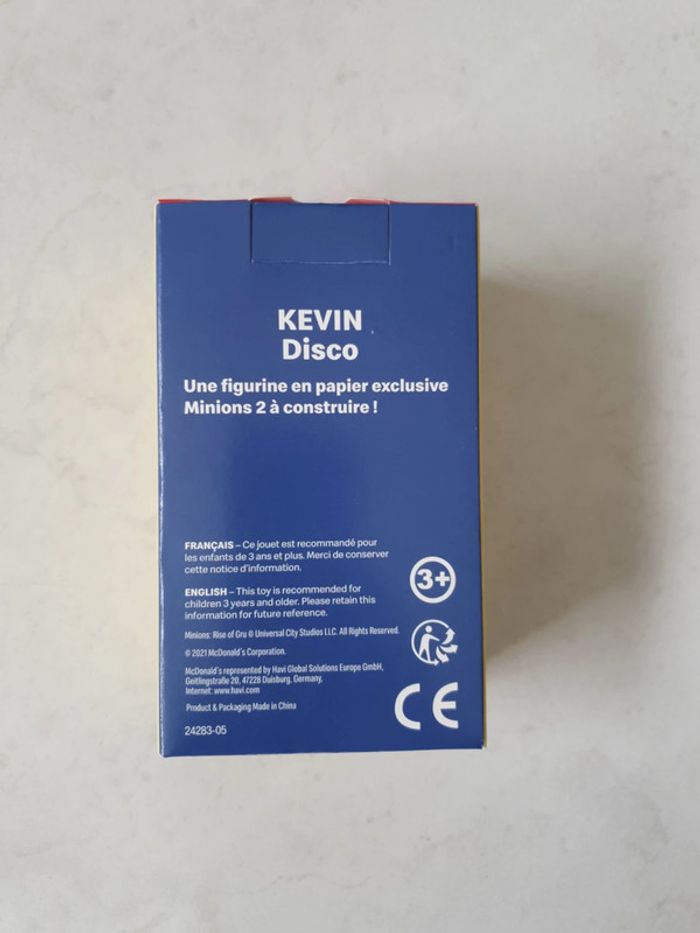 KEVIN
Disco
Une figurine en papier exclusive
Minions 2 à construire !
FRANÇAIS – Ce jouet est recommandé pour
les enfants de 3 ans et plus. Merci de conserver
cette notice d'information.
ENGLISH – This toy is recommended for
children 3 years and older. Please retain this
information for future reference.
3+
Minions: Rise of Gru © Universal City Studios LLC. All Rights Reserved.
© 2021 McDonald's Corporation.
McDonald's represented by Havi Global Solutions Europe GmbH,
Geitlingstraße 20, 47228 Duisburg, Germany,
Internet: www.havi.com
Product & Packaging Made in China
CE
24283-05